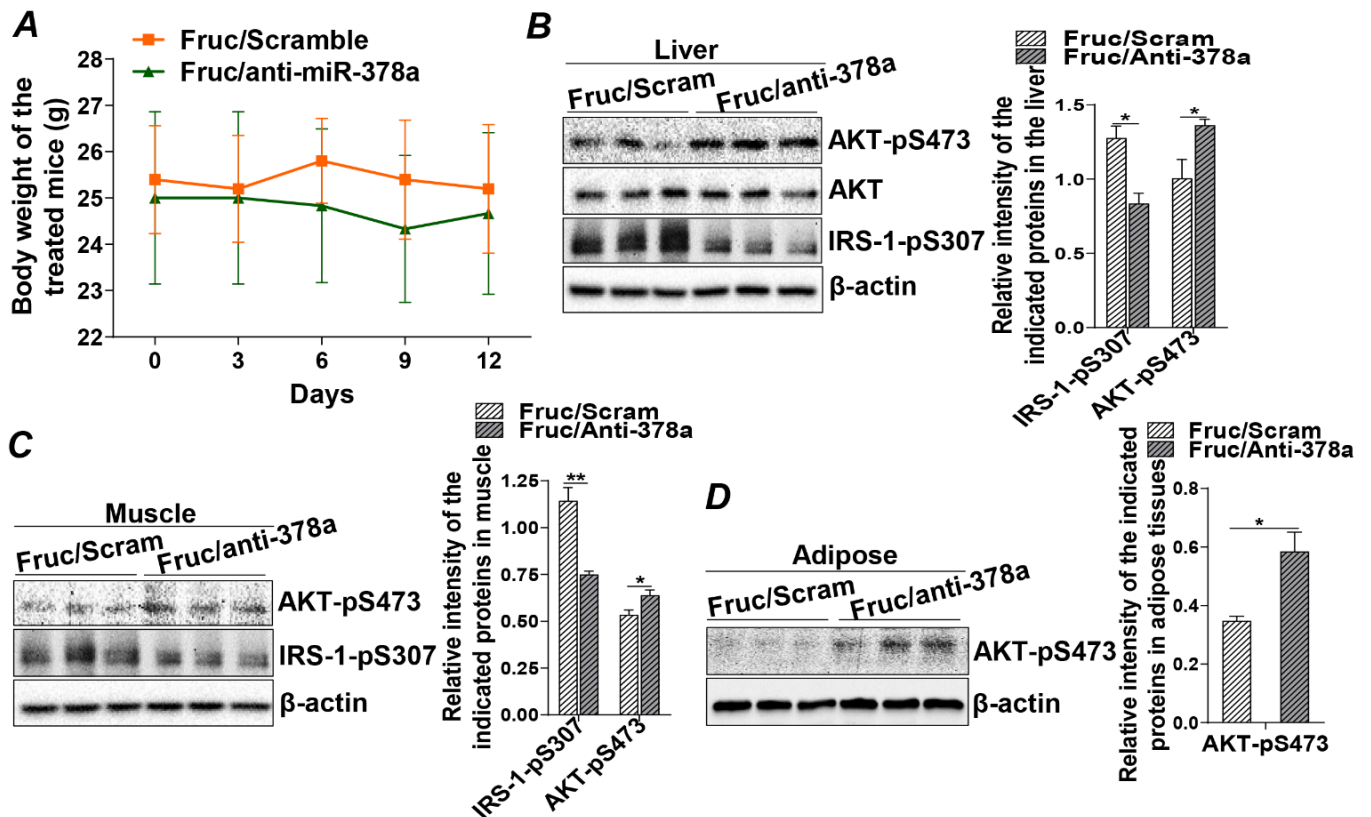 A
Fruc/Scramble
Fruc/anti-miR-378a
Body weight of the
treated mice (g)
28
27
26
25
24
23
22
0 3 6 9 12
Days
B
Liver
Fruc/Scram Fruc/anti-378a
AKT-pS473
AKT
IRS-1-pS307
β-actin
Fruc/Scram
Fruc/Anti-378a
Relative intensity of the
indicated proteins in the liver
1.5
1.0
0.5
0.0
* *
IRS-1-pS307
AKT-pS473
C
Muscle
Fruc/Scram Fruc/anti-378a
AKT-pS473
IRS-1-pS307
β-actin
Fruc/Scram
Fruc/Anti-378a
Relative intensity of the
indicated proteins in muscle
1.25
1.00
0.75
0.50
0.25
0.00
** *
IRS-1-pS307
AKT-pS473
D
Adipose
Fruc/Scram Fruc/anti-378a
AKT-pS473
β-actin
Fruc/Scram
Fruc/Anti-378a
Relative intensity of the indicated
proteins in adipose tissues
0.8
0.6
0.4
0.2
0.0
*
AKT-pS473